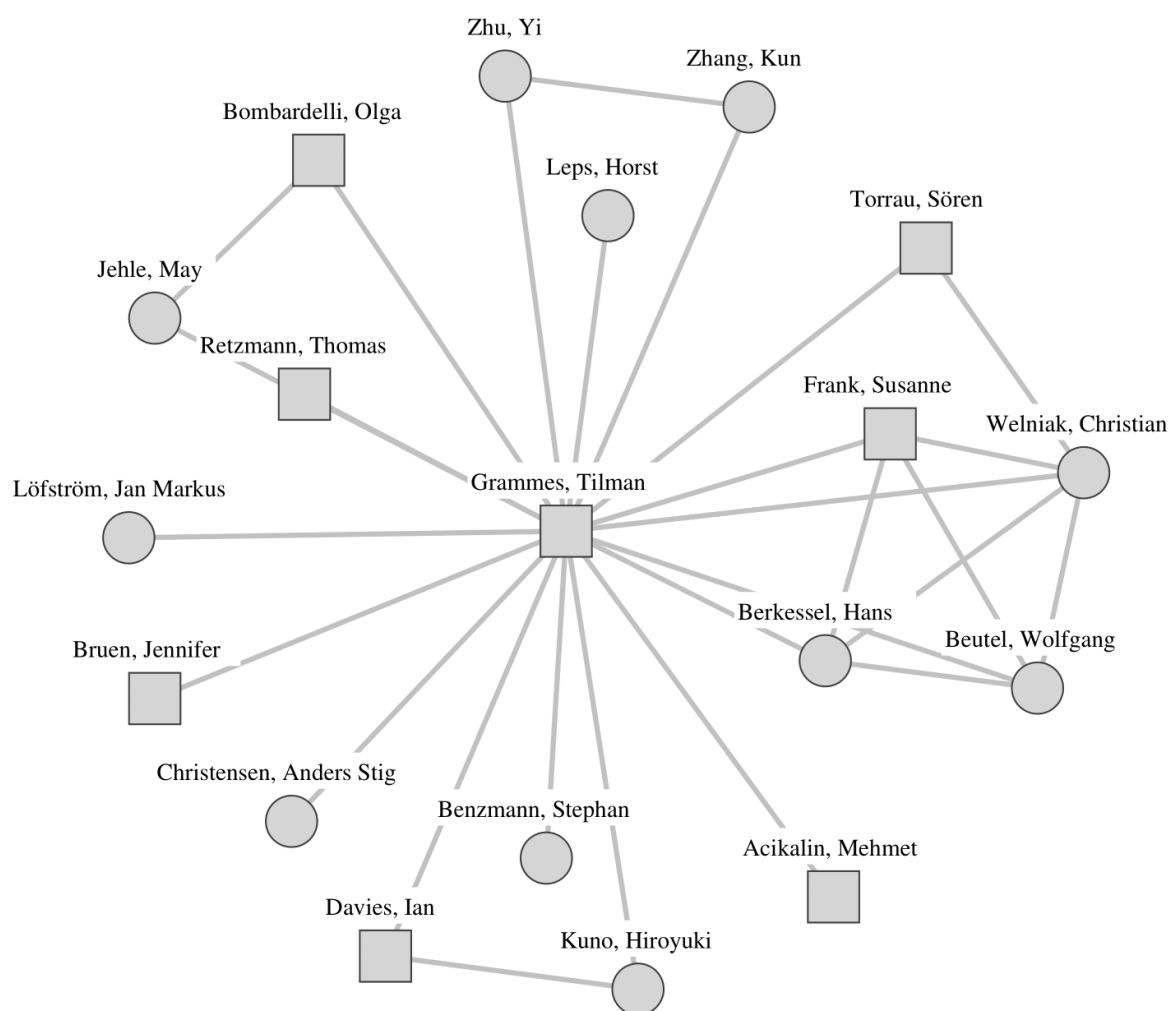 Zhu, Yi
Zhang, Kun
Bombardelli, Olga
Leps, Horst
Torrau, Sören
Jehle, May
Retzmann, Thomas
Frank, Susanne
Welniak, Christian
Grammes, Tilman
Löfström, Jan Markus
Berkessel, Hans
Beutel, Wolfgang
Bruen, Jennifer
Christensen, Anders Stig
Benzmann, Stephan
Acikalin, Mehmet
Davies, Ian
Kuno, Hiroyuki